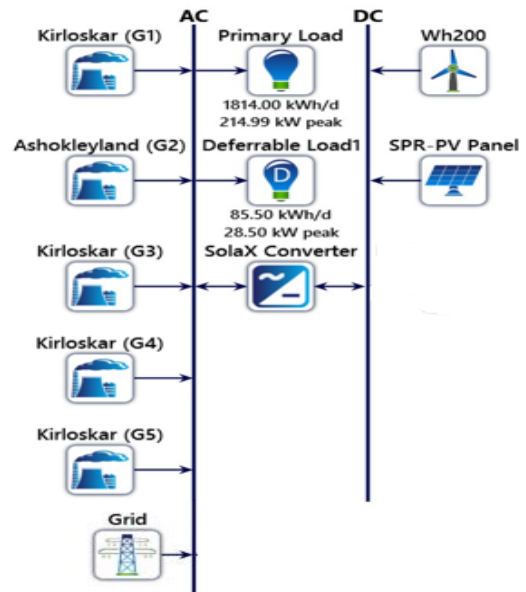 AC
DC
Kirloskar (G1)
Primary Load
Wh200
1814.00 kWh/d
214.99 kW peak
Ashokleyland (G2)
Deferrable Load1
SPR-PV Panel
D
85.50 kWh/d
28.50 kW peak
Kirloskar (G3)
SolaX Converter
Kirloskar (G4)
Kirloskar (G5)
Grid